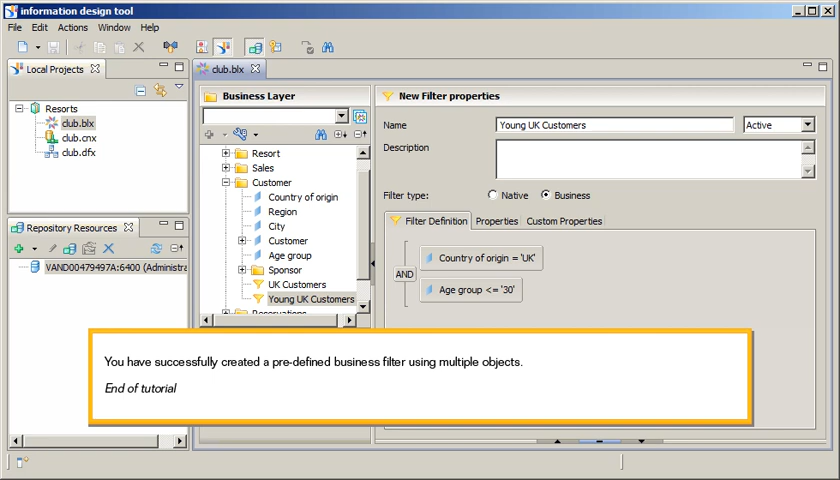 information design tool
File Edit Actions Window Help
Local Projects
Resorts
club.blx
club.cnx
club.dfx
Repository Resources
VAND00479497A:6400 (Administra
club.blx
Business Layer
Resort
Sales
Customer
Country of origin
Region
City
Customer
Age group
Sponsor
UK Customers
Young UK Customers
Reservations
New Filter properties
Name Young UK Customers Active
Description
Filter type: Native Business
Filter Definition Properties Custom Properties
AND
Country of origin = 'UK'
Age group <= '30'
You have successfully created a pre-defined business filter using multiple objects.
End of tutorial